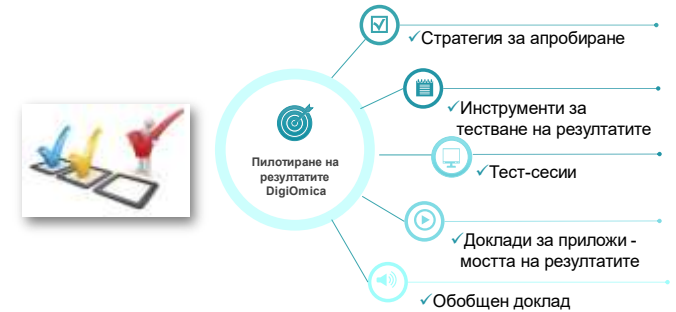 ✓Стратегия за апробиране
✓Инструменти за
тестване на резултатите
Пилотиране на
резултатите
DigiOmica
✓Тест-сесии
✓Доклади за приложи -
мостта на резултатите
✓Обобщен доклад